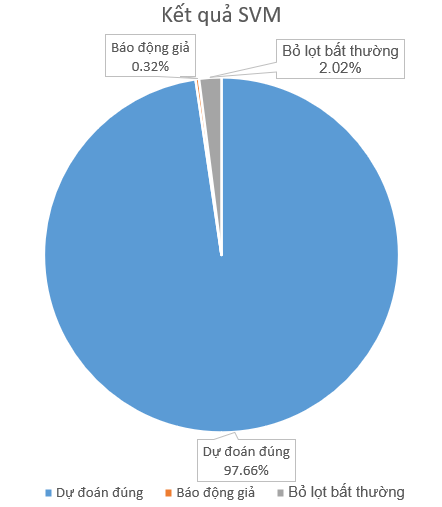 Kết quả SVM
Báo động giả
0.32%
Bỏ lọt bất thường
2.02%
Dự đoán đúng
97.66%
Dự đoán đúng Báo động giả Bỏ lọt bất thường